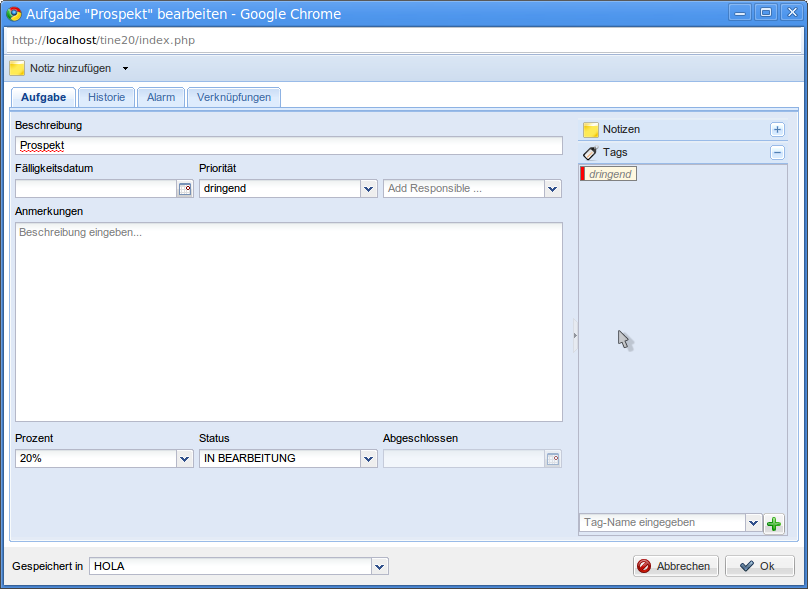 Aufgabe "Prospekt" bearbeiten - Google Chrome
http://localhost/tine20/index.php
Notiz hinzufügen
Aufgabe Historie Alarm Verknüpfungen
Beschreibung
Prospekt
Fälligkeitsdatum Priorität
dringend Add Responsible ...
Anmerkungen
Beschreibung eingeben...
Prozent Status Abgeschlossen
20% IN BEARBEITUNG
Notizen
Tags
dringend
Tag-Name eingegeben
Gespeichert in HOLA Abbrechen Ok